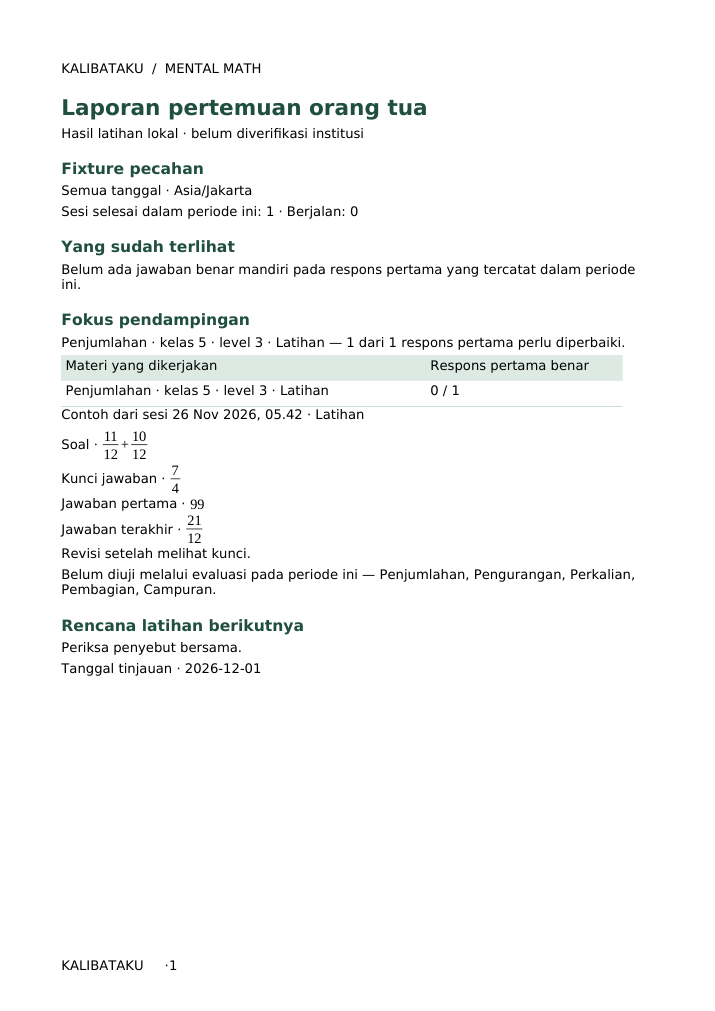 KALIBATAKU / MENTAL MATH
Laporan pertemuan orang tua
Hasil latihan lokal · belum diverifikasi institusi
Fixture pecahan
Semua tanggal · Asia/Jakarta
Sesi selesai dalam periode ini: 1 · Berjalan: 0
Yang sudah terlihat
Belum ada jawaban benar mandiri pada respons pertama yang tercatat dalam periode
ini.
Fokus pendampingan
Penjumlahan · kelas 5 · level 3 · Latihan — 1 dari 1 respons pertama perlu diperbaiki.
Materi yang dikerjakan Respons pertama benar
Penjumlahan · kelas 5 · level 3 · Latihan 0 / 1
Contoh dari sesi 26 Nov 2026, 05.42 · Latihan
Soal · 11/12 + 10/12
Kunci jawaban · 7/4
Jawaban pertama · 99
Jawaban terakhir · 21/12
Revisi setelah melihat kunci.
Belum diuji melalui evaluasi pada periode ini — Penjumlahan, Pengurangan, Perkalian,
Pembagian, Campuran.
Rencana latihan berikutnya
Periksa penyebut bersama.
Tanggal tinjauan · 2026-12-01
KALIBATAKU ·1